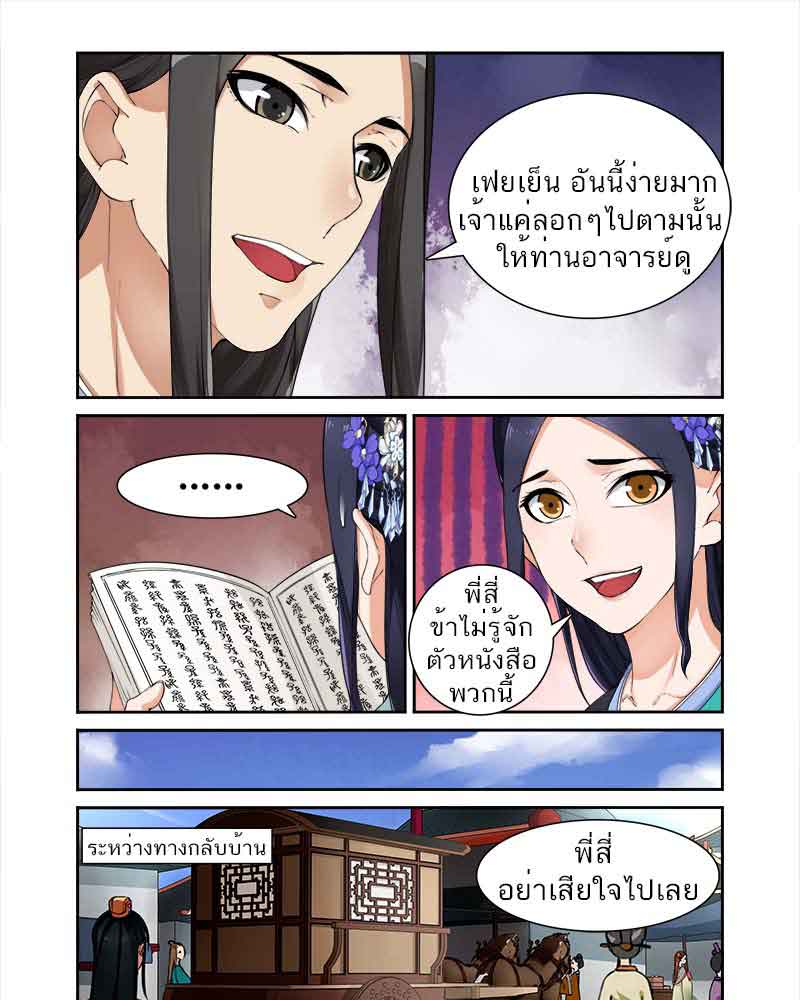 เฟยเย็น อันนี้ง่ายมาก
เจ้าแค่ลอกๆไปตามนั้น
ให้ท่านอาจารย์ดู
••••••
พี่สี่
ข้าไม่รู้จัก
ตัวหนังสือ
พวกนี้
ระหว่างทางกลับบ้าน
พี่สี่
อย่าเสียใจไปเลย